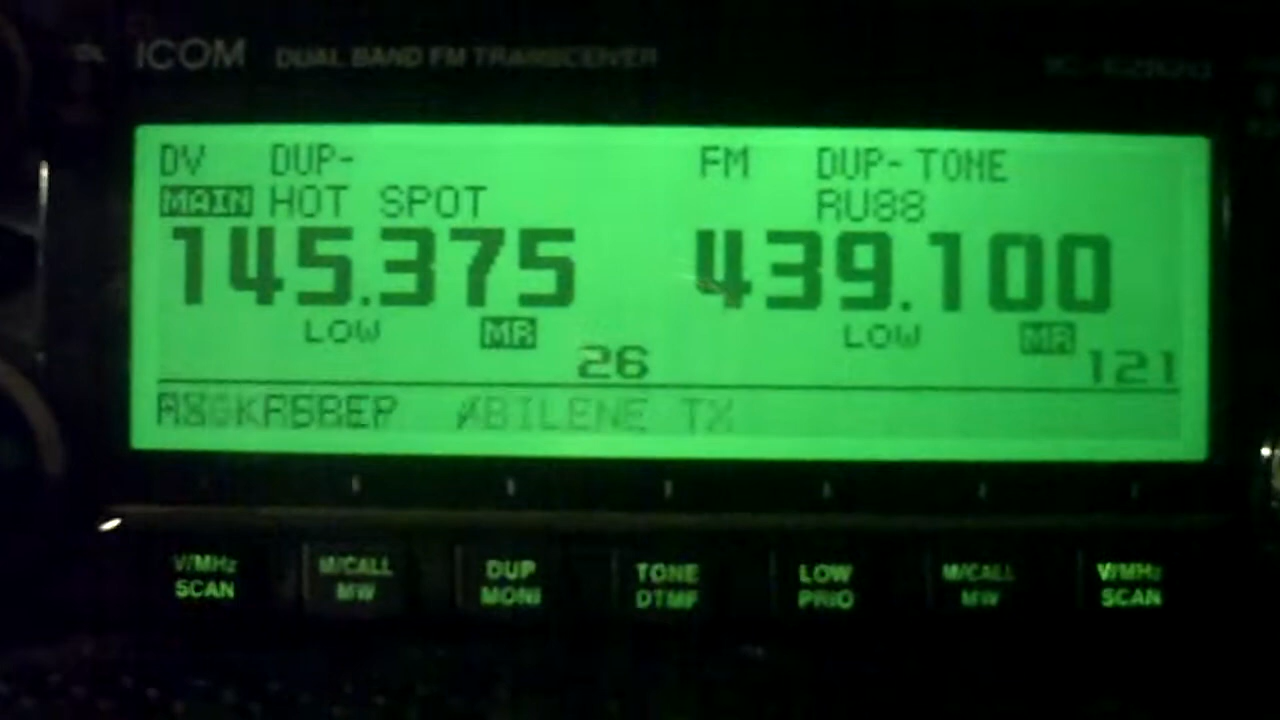 ICOM DUAL BAND FM TRANSCEIVER
DV DUP- FM DUP- TONE
MAIN HOT SPOT RU88
145.375 439.100
LOW MR LOW MR
26 121
ABILENE TX
V/MHz M/CALL DUP TONE LOW M/CALL V/MHz
SCAN MW MONI DTMF PRIO MW SCAN